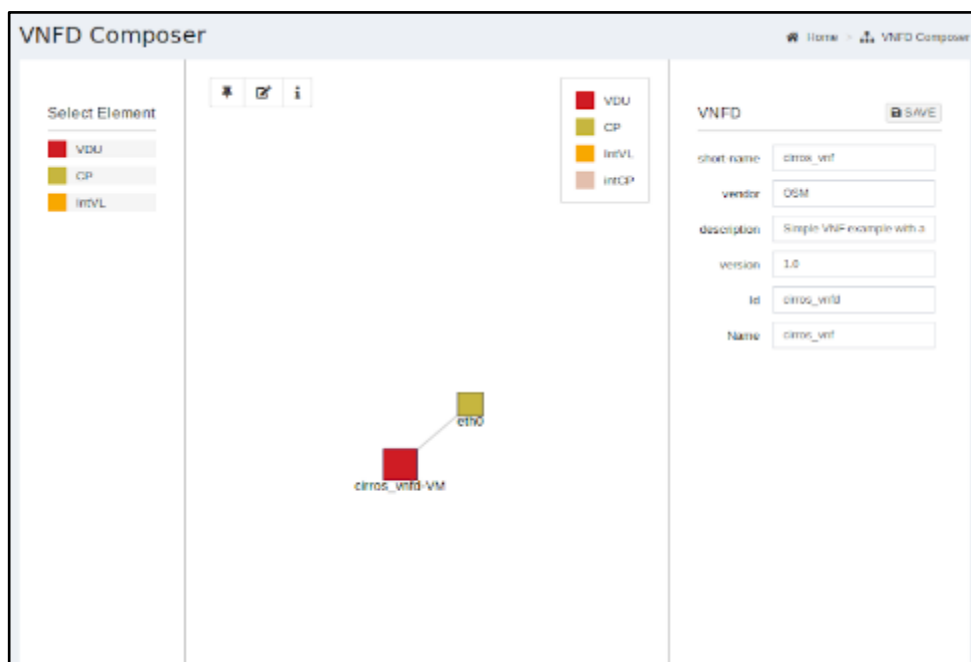 VNFD Composer
Home - VNFD Composer
Select Element
VDU
CP
IntVL
VDU
CP
IntVL
intCP
eth0
cirros_vnfd-VM
VNFD
SAVE
short-name
cirros_vnf
vendor
OSM
description
Simple VNF example with a
version
1.0
Id
cirros_vnfd
Name
cirros_vnf